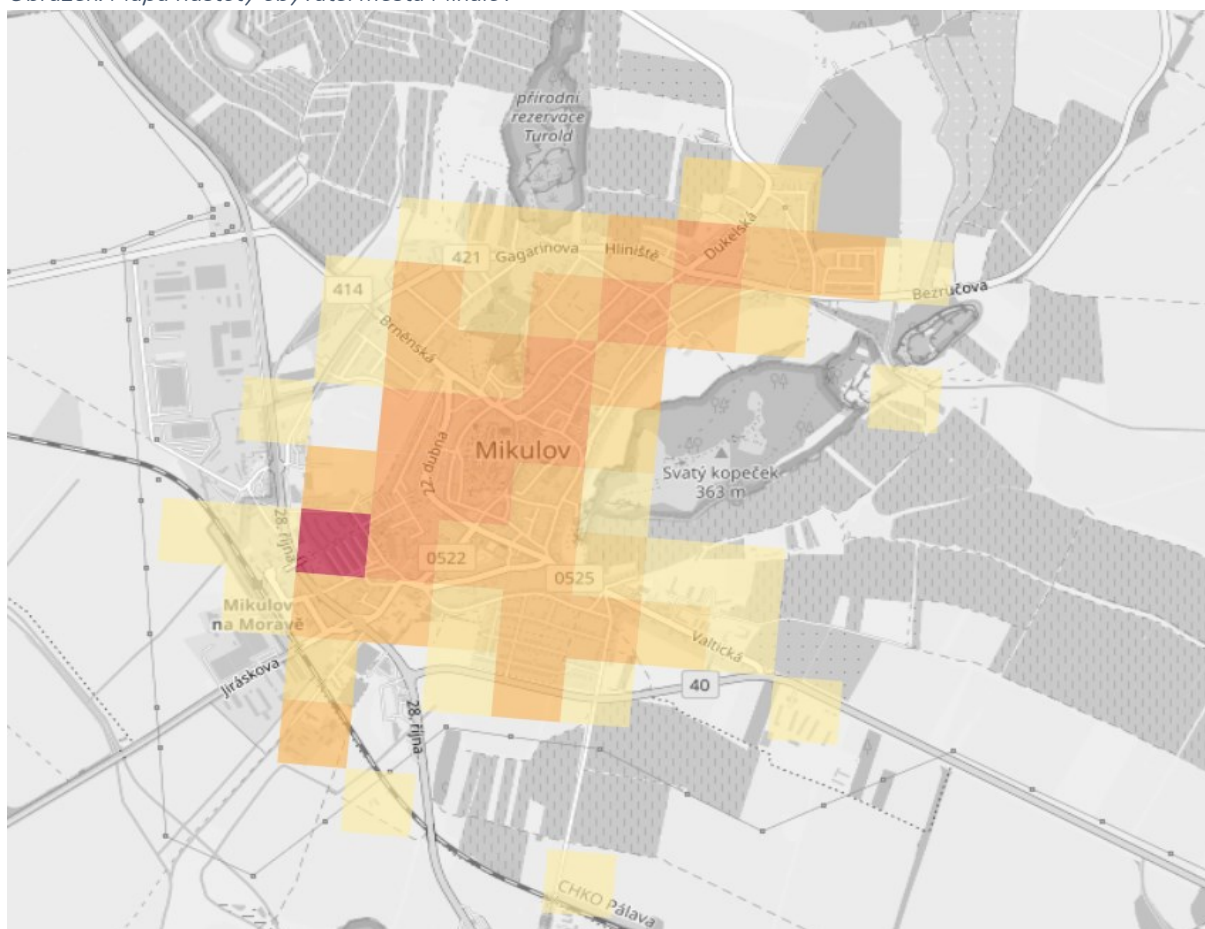 přírodní
rezervace
Turold
Dukelská
421
Gagarinova
Hliniště
414
Bezručova
Brněnská
22. dubna
Mikulov
Svatý kopeček
363 m
28. října
0522
0525
Mikulov
na Moravě
Valtická
Jiráskova
40
28. října
CHKO Pálava